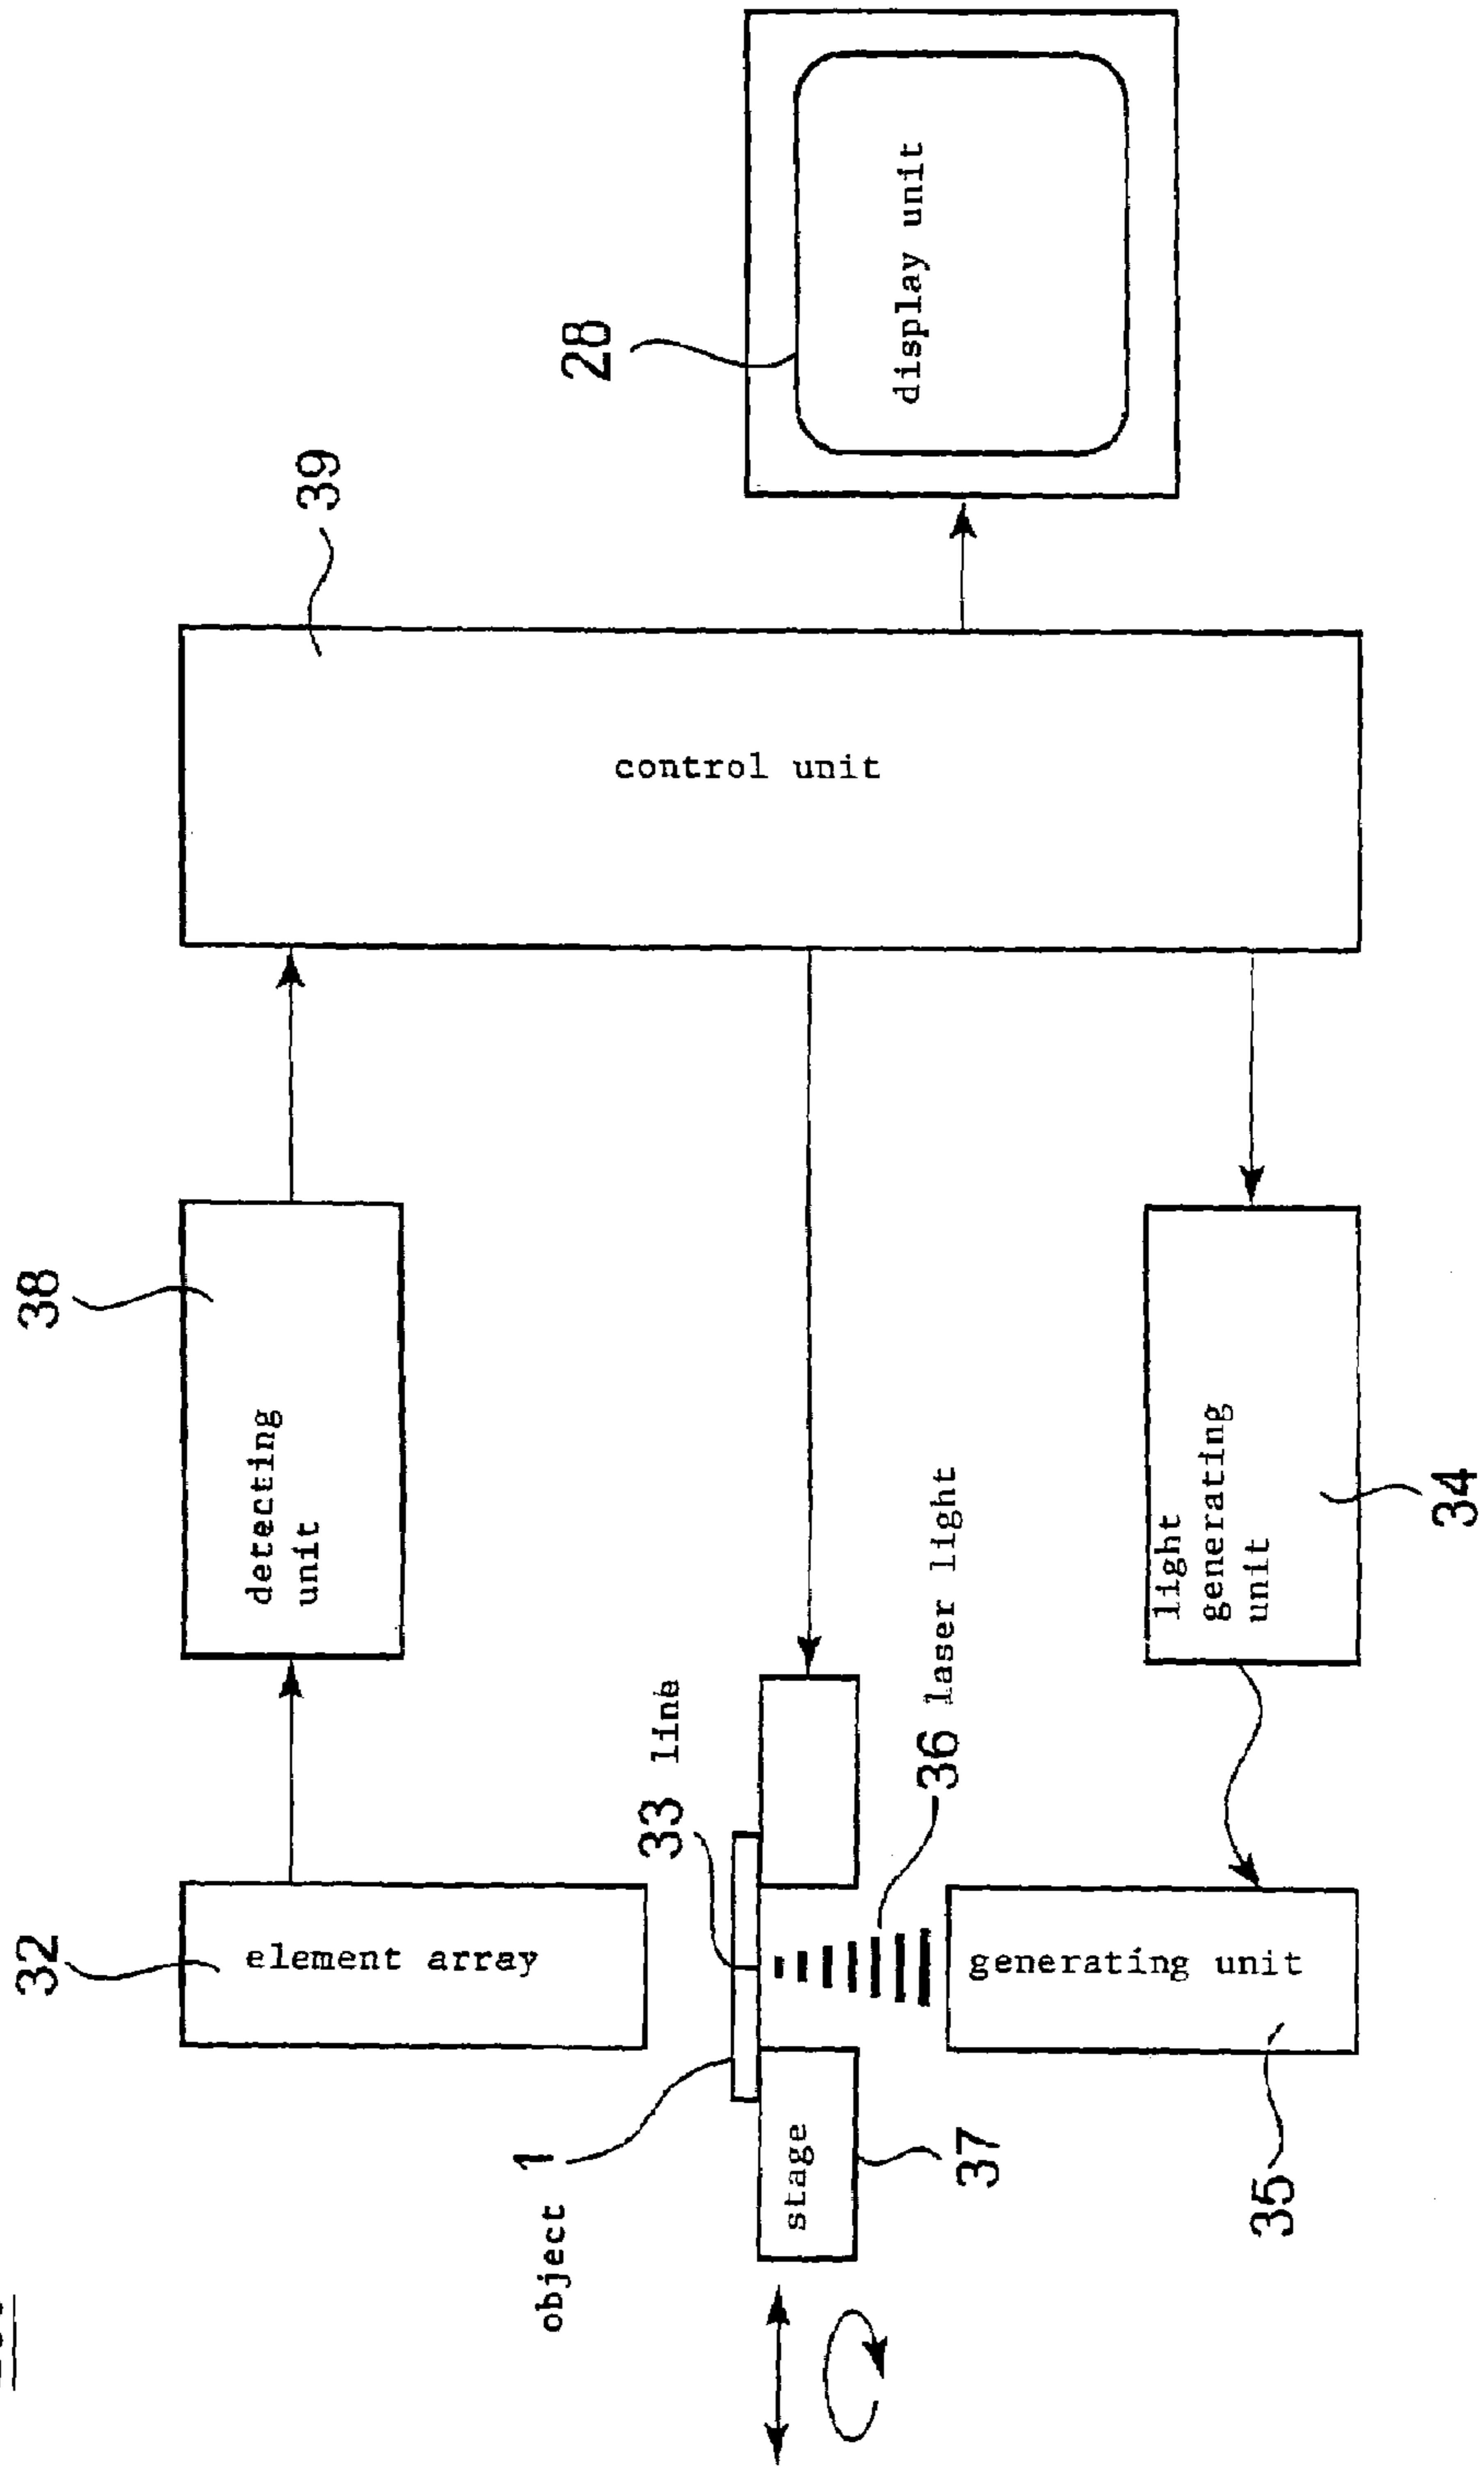 32
element array
38
detecting
unit
39
control unit
28
display unit
object
1
33 line
stage
37
36 laser light
35
generating unit
34
light
generating
unit